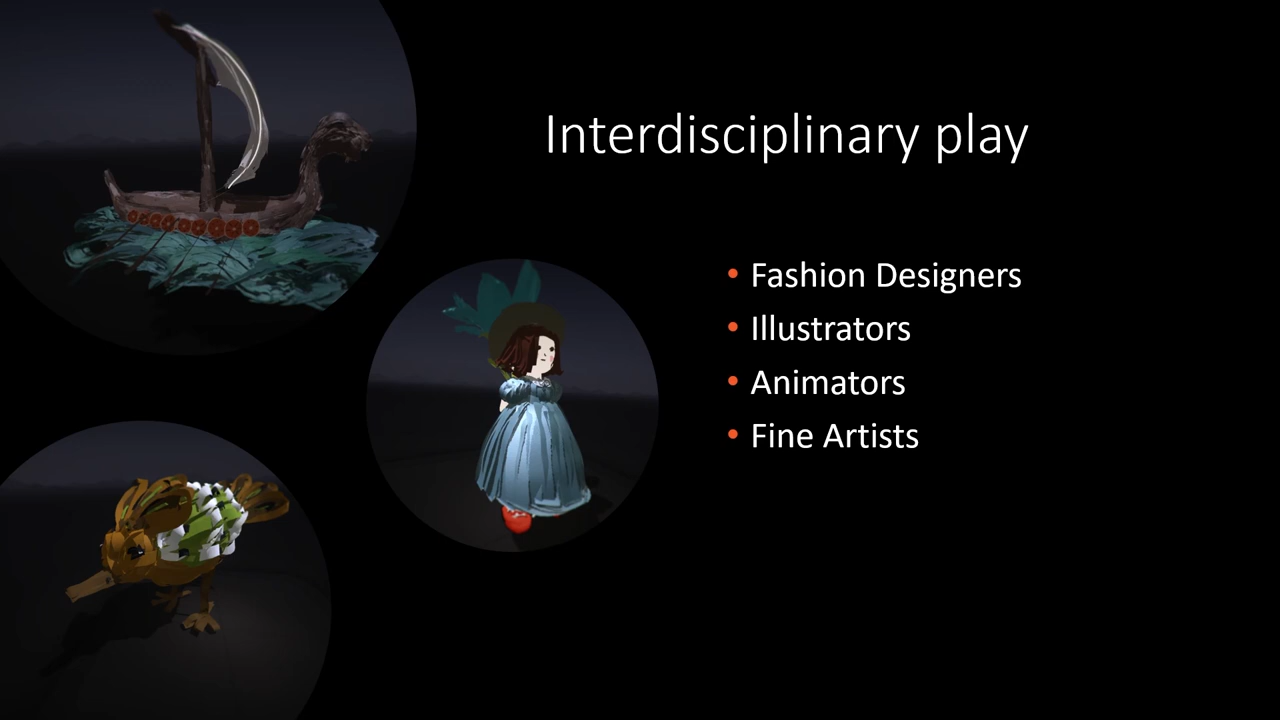 Interdisciplinary play
• Fashion Designers
• Illustrators
• Animators
• Fine Artists